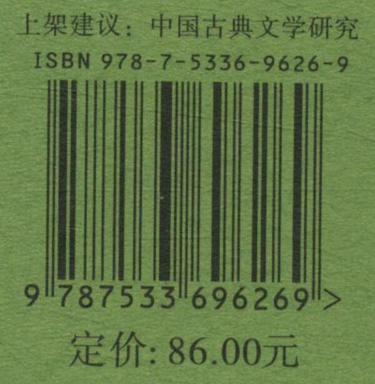 上架建议：中国古典文学研究
ISBN 978-7-5336-9626-9
9 787533 696269 >
定价: 86.00元